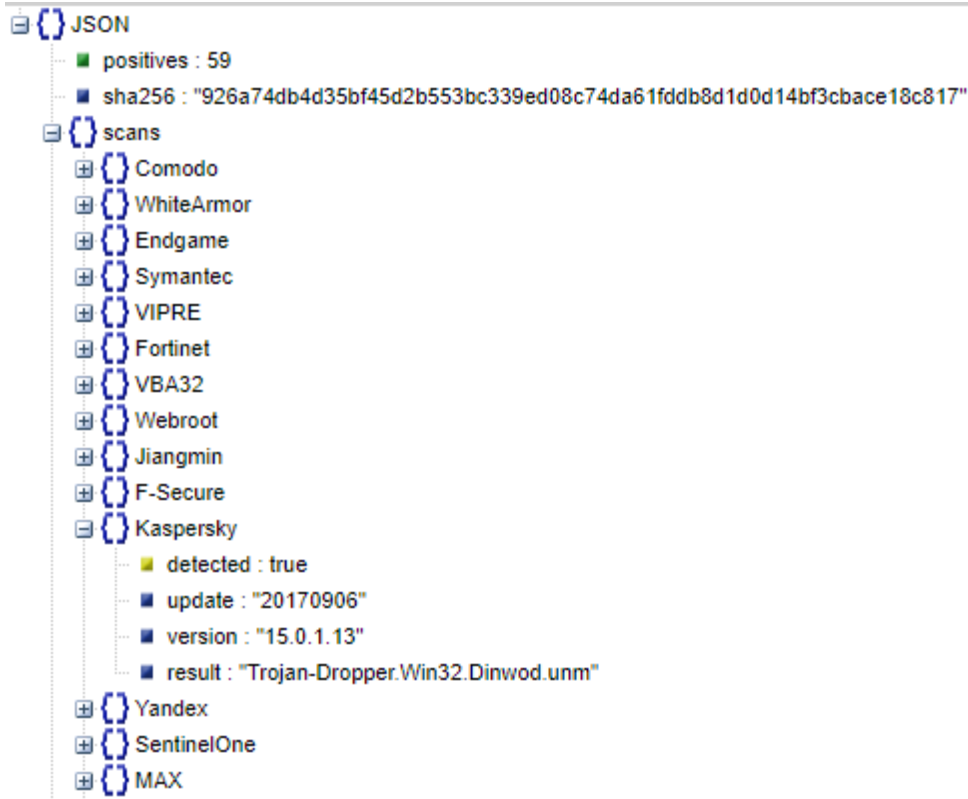 JSON
positives : 59
sha256 : "926a74db4d35bf45d2b553bc339ed08c74da61fddb8d1d0d14bf3cbace18c817"
scans
Comodo
WhiteArmor
Endgame
Symantec
VIPRE
Fortinet
VBA32
Webroot
Jiangmin
F-Secure
Kaspersky
detected : true
update : "20170906"
version : "15.0.1.13"
result : "Trojan-Dropper.Win32.Dinwod.unm"
Yandex
SentinelOne
MAX